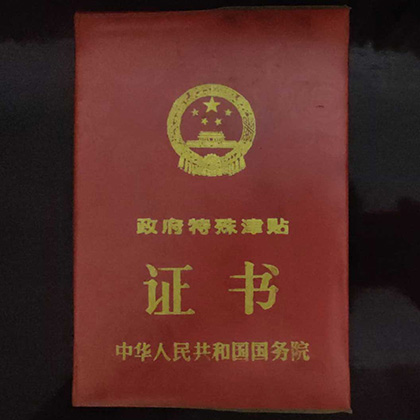 政府特殊津贴
证书
中华人民共和国国务院